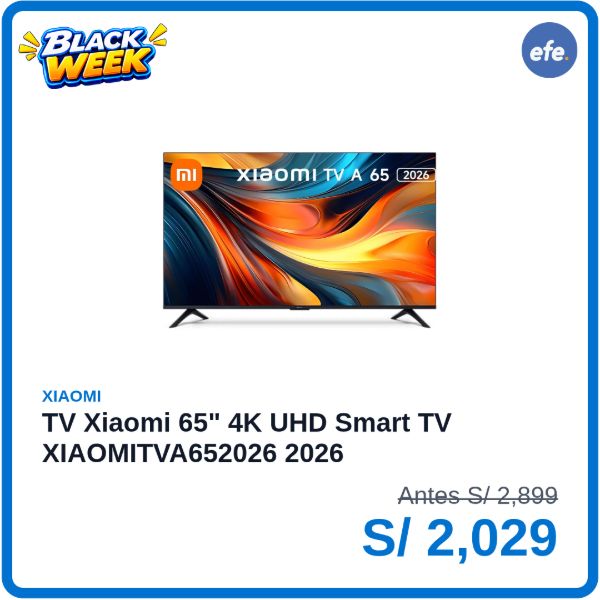 BLACK
WEEK
efe.
mi
xiaomi TV A 65 2026
XIAOMI
TV Xiaomi 65" 4K UHD Smart TV
XIAOMITVA652026 2026
Antes S/ 2,899
S/ 2,029